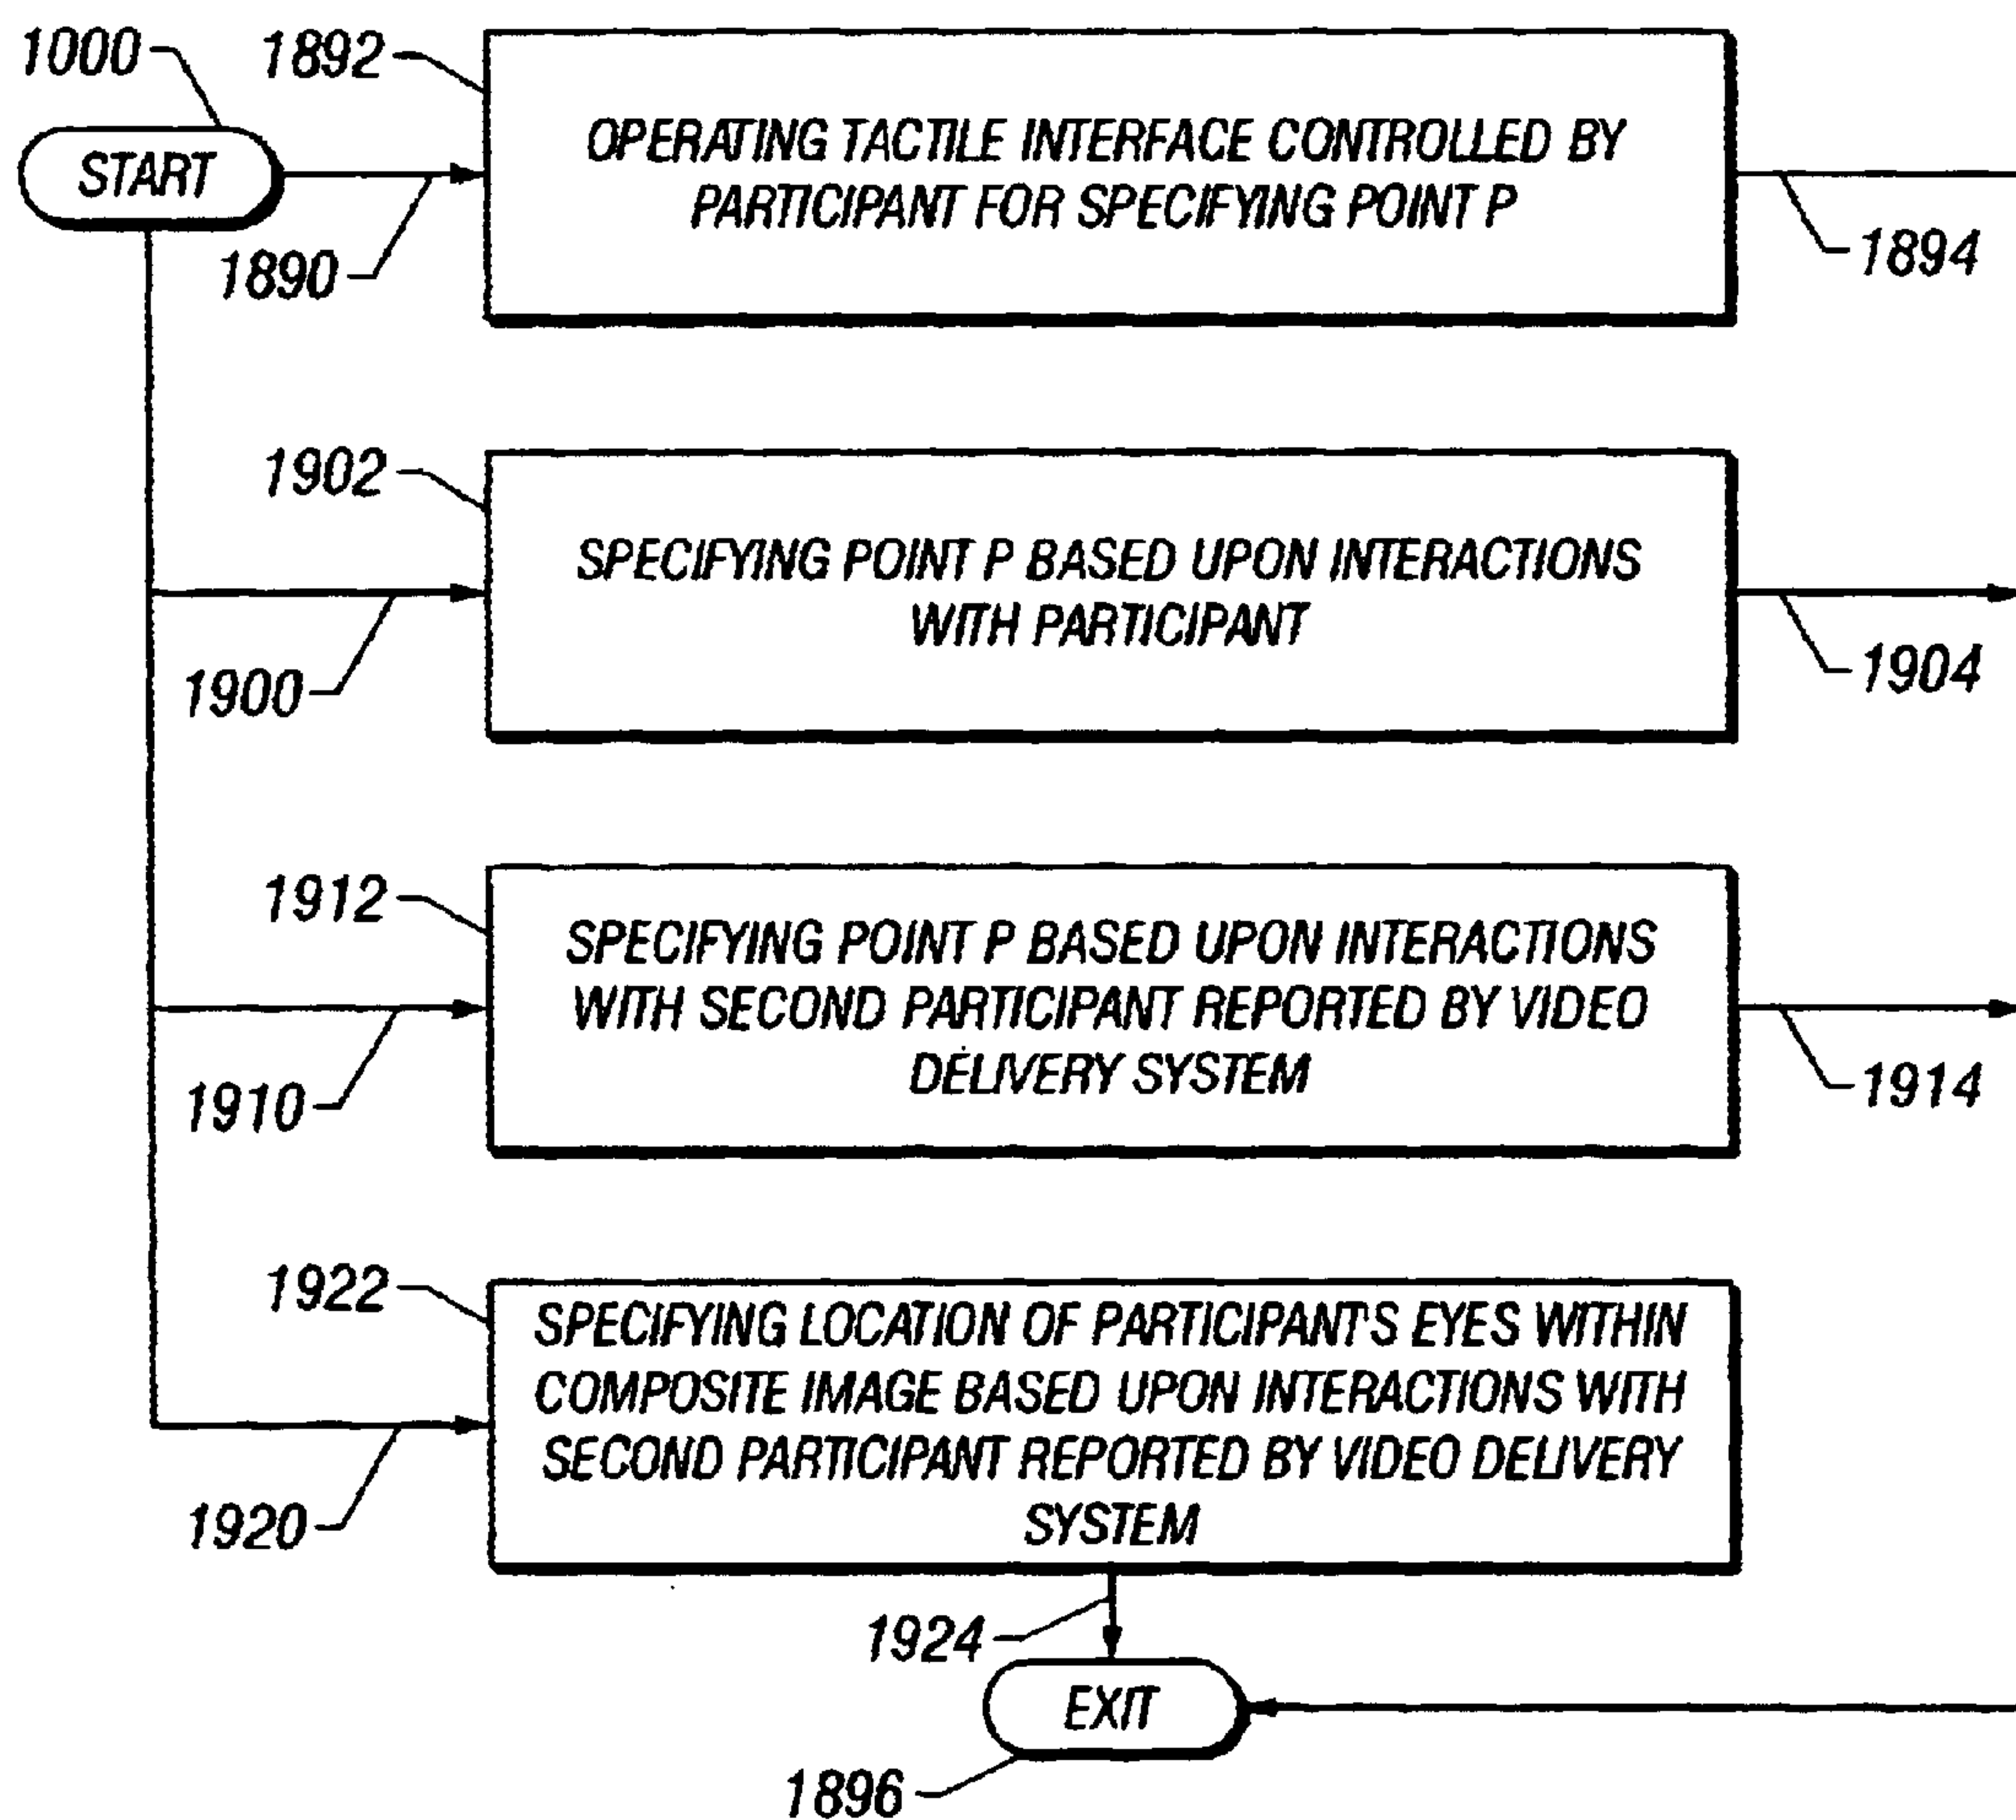 1000
1892
START
OPERATING TACTILE INTERFACE CONTROLLED BY
PARTICIPANT FOR SPECIFYING POINT P
1890
1894
1902
SPECIFYING POINT P BASED UPON INTERACTIONS
WITH PARTICIPANT
1900
1904
1912
SPECIFYING POINT P BASED UPON INTERACTIONS
WITH SECOND PARTICIPANT REPORTED BY VIDEO
DELIVERY SYSTEM
1910
1914
1922
SPECIFYING LOCATION OF PARTICIPANT'S EYES WITHIN
COMPOSITE IMAGE BASED UPON INTERACTIONS WITH
SECOND PARTICIPANT REPORTED BY VIDEO DELIVERY
SYSTEM
1920
1924
EXIT
1896